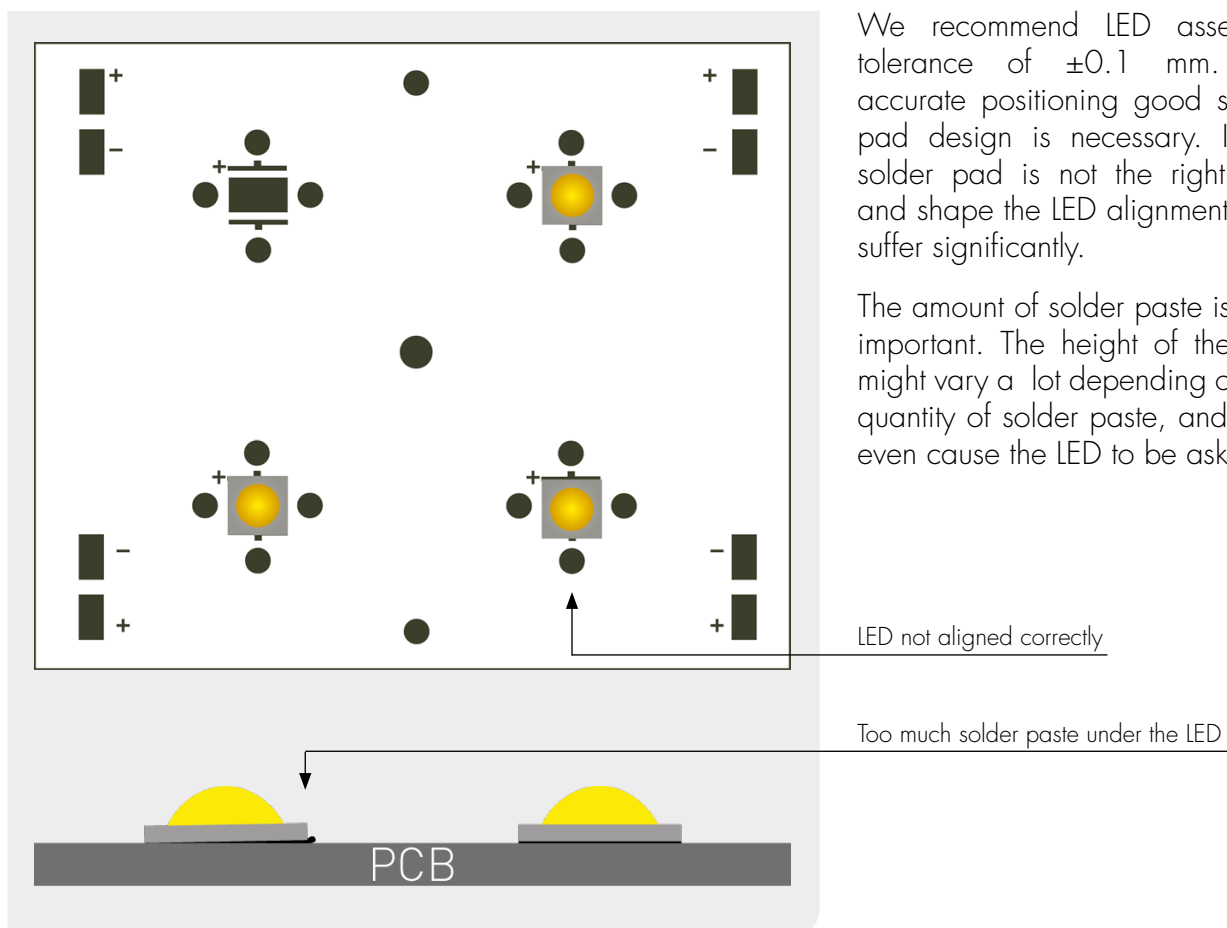 We recommend LED
tolerance of ±0.1 mm.
accurate positioning good
pad design is necessary.
solder pad is not the right
and shape the LED alignment
suffer significantly.
The amount of solder paste is
important. The height of the
might vary a lot depending
quantity of solder paste, and
even cause the LED to be
+
+
-
-
+
+
+
+
-
-
+
+
LED not aligned correctly
Too much solder paste under the LED
PCB